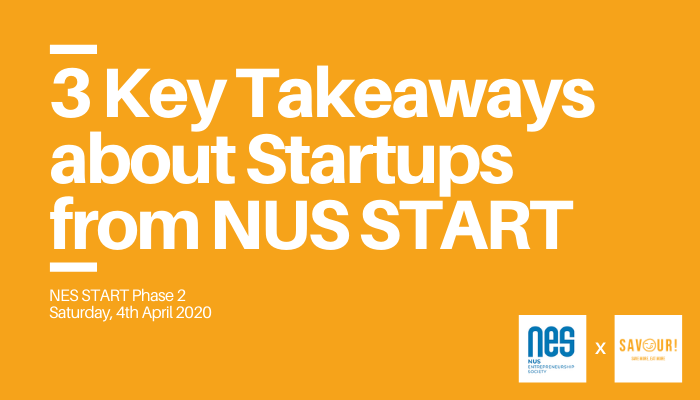 3 Key Takeaways
about Startups
from NUS START
NES START Phase 2
Saturday, 4th April 2020
nes
NUS
ENTREPRENEURSHIP
SOCIETY
x
SAVOUR!